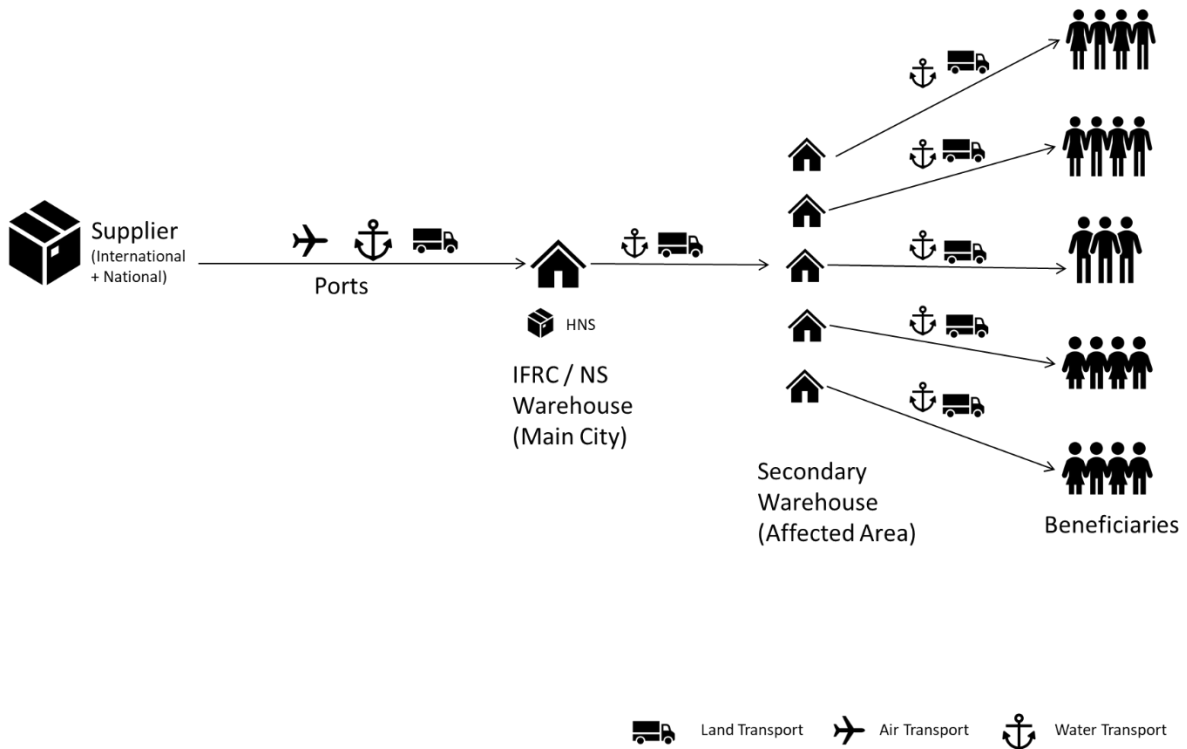 Supplier
(International
+ National)
Ports
HNS
IFRC / NS
Warehouse
(Main City)
Secondary
Warehouse
(Affected Area)
Beneficiaries
Land Transport
Air Transport
Water Transport